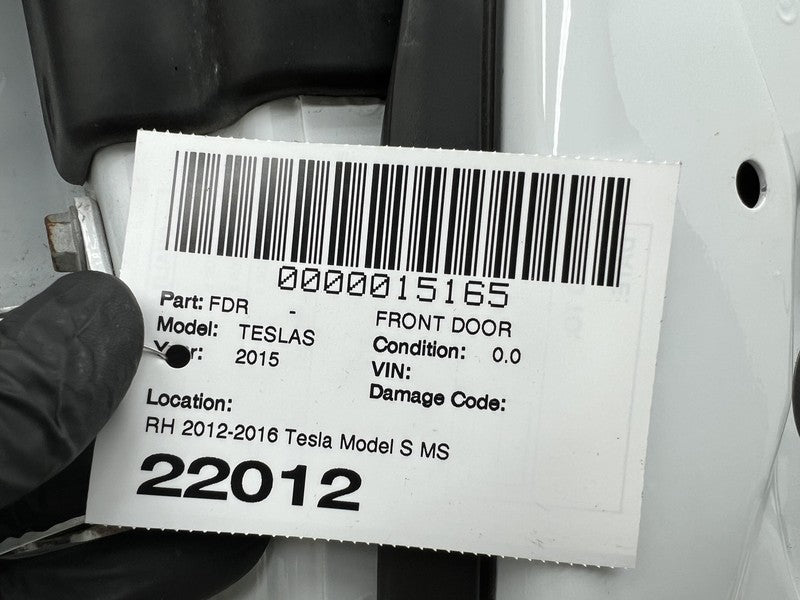 0000015165
Part: FDR - FRONT DOOR
Model: TESLAS Condition: 0.0
Year: 2015 VIN:
Damage Code:
Location:
RH 2012-2016 Tesla Model S MS
22012